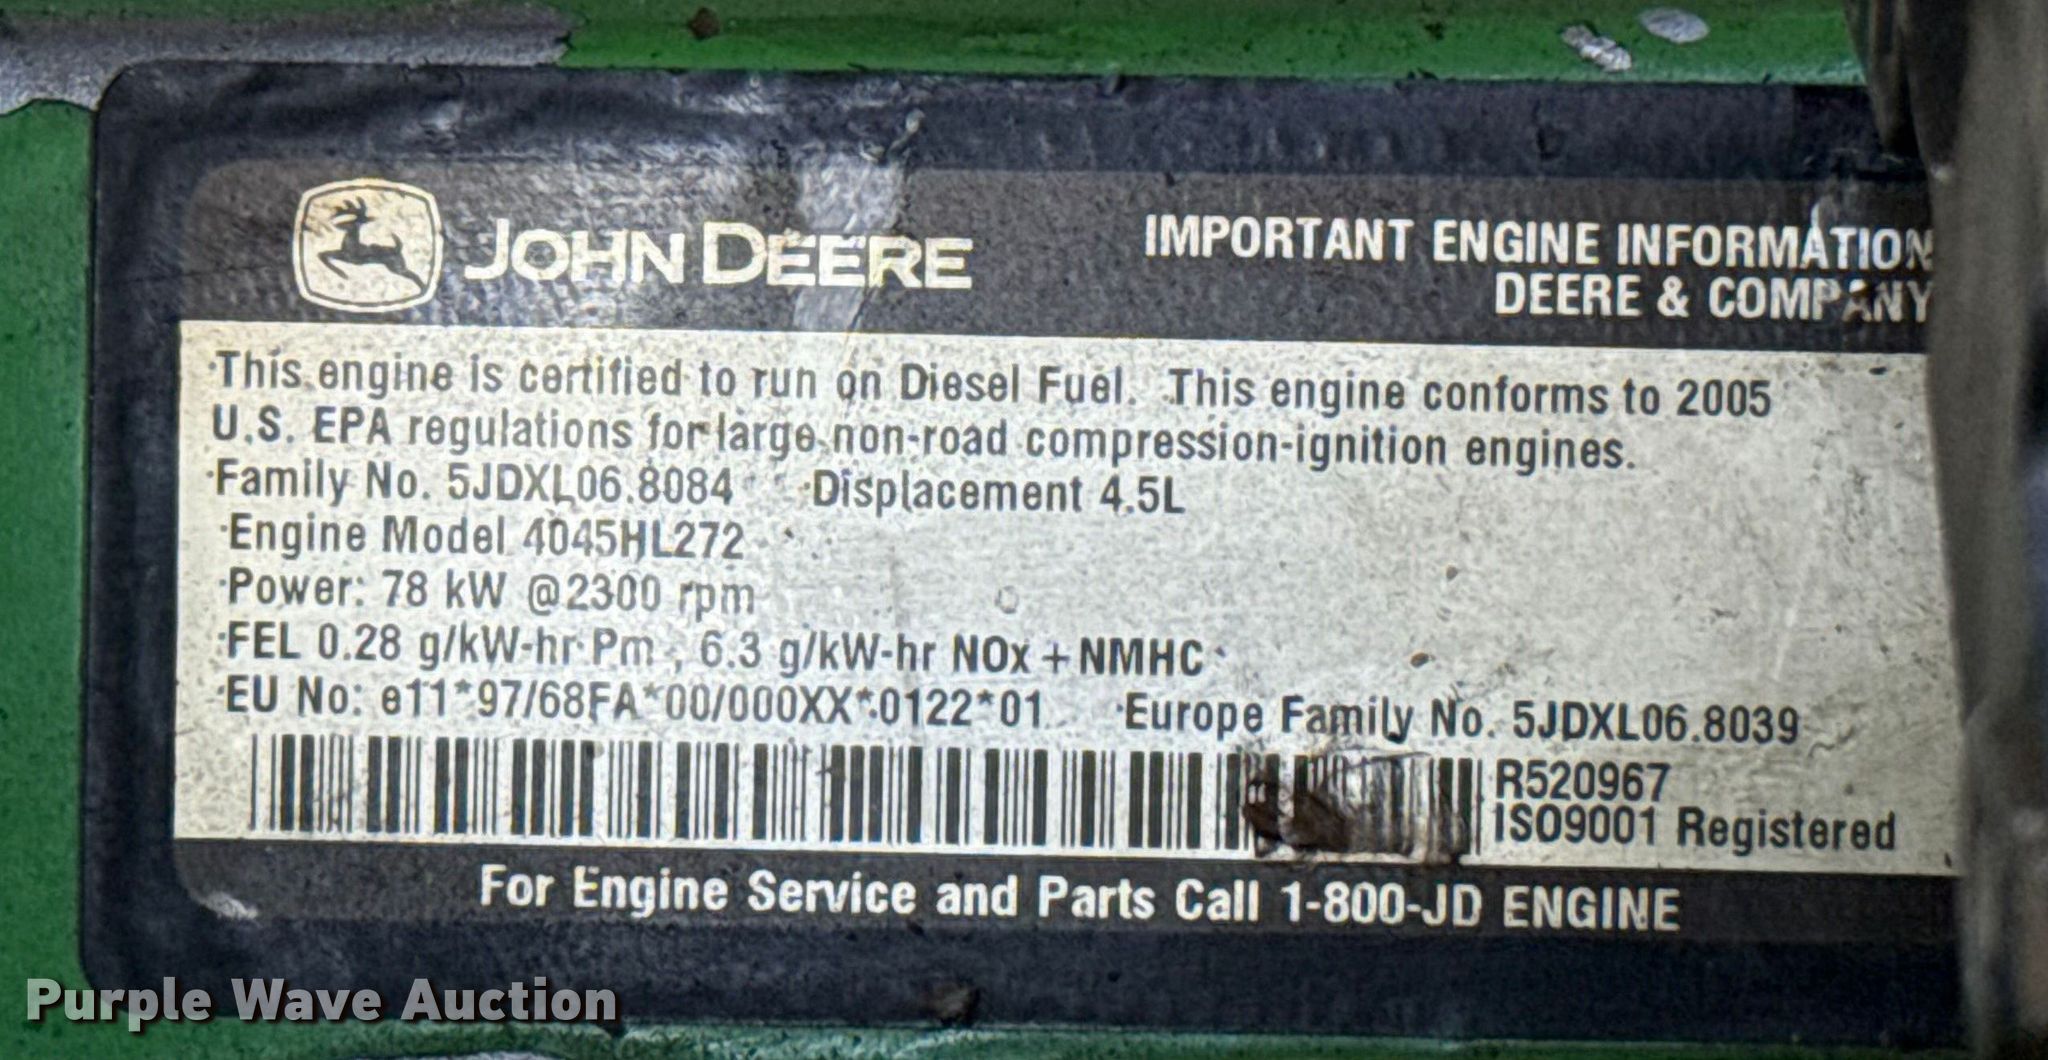 JOHN DEERE
IMPORTANT ENGINE INFORMATION
DEERE & COMPANY
·This engine is certified to run on Diesel Fuel. This engine conforms to 2005
U.S. EPA regulations for large non-road compression-ignition engines.
·Family No. 5JDXL06.8084 ·Displacement 4.5L
·Engine Model 4045HL272
·Power: 78 kW @2300 rpm
·FEL 0.28 g/kW-hr Pm , 6.3 g/kW-hr NOx + NMHC
·EU No: e11*97/68FA*00/000XX*0122*01 ·Europe Family No. 5JDXL06.8039
R520967
ISO9001 Registered
For Engine Service and Parts Call 1-800-JD ENGINE
Purple Wave Auction